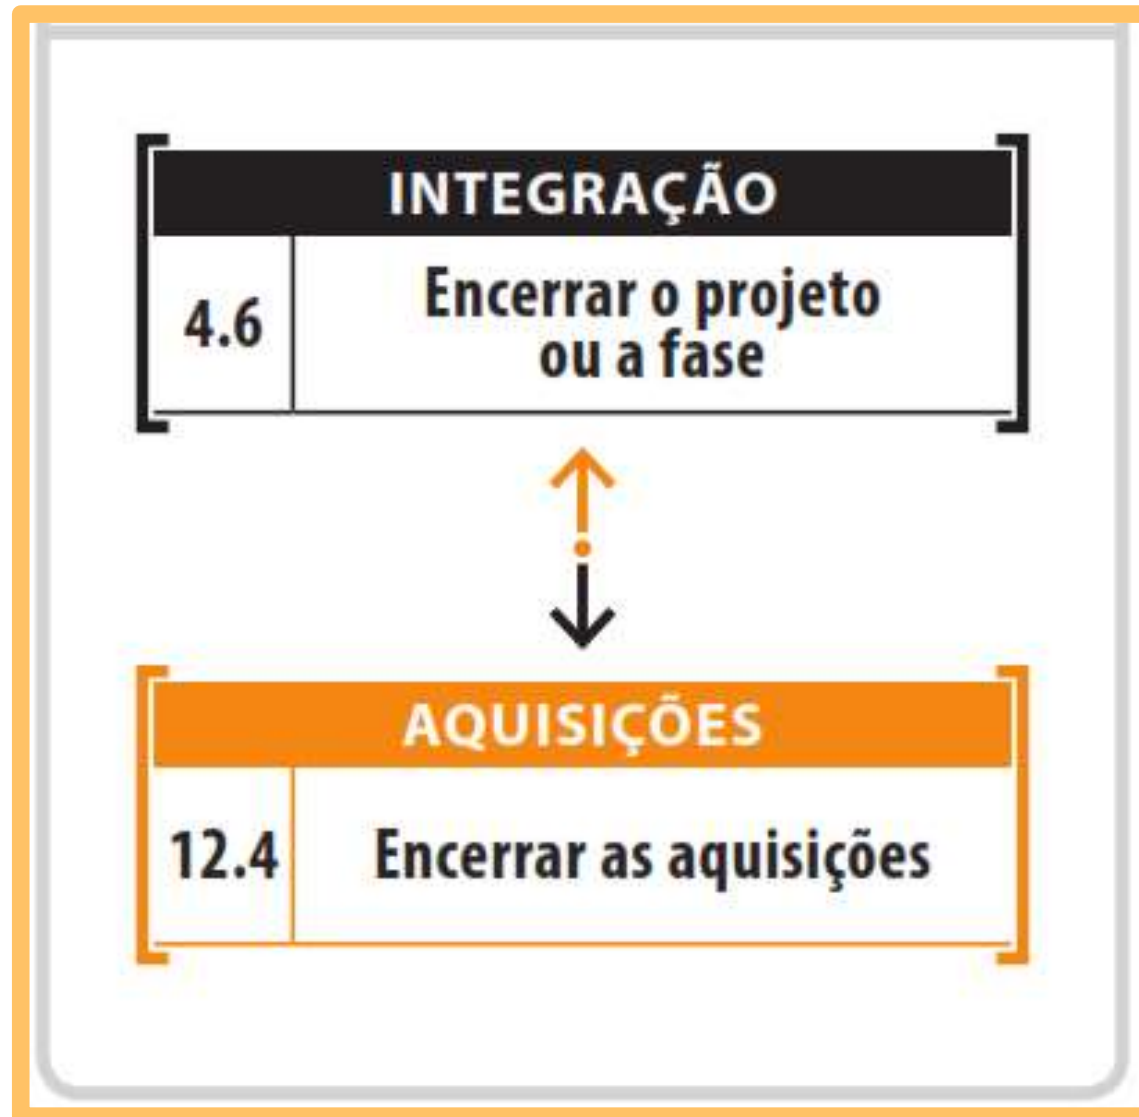 INTEGRAÇÃO
4.6
Encerrar o projeto
ou a fase
AQUISIÇÕES
12.4
Encerrar as aquisições